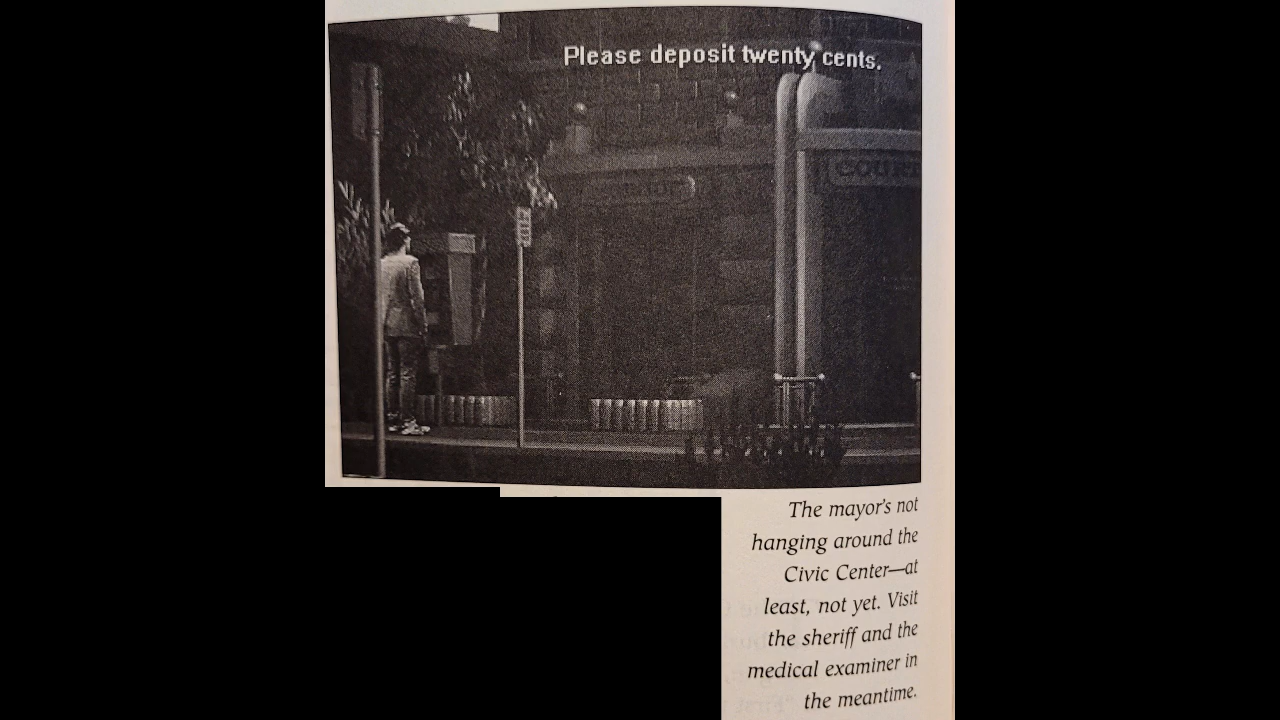 Please deposit twenty cents.
COURT
The mayor's not
hanging around the
Civic Center—at
least, not yet. Visit
the sheriff and the
medical examiner in
the meantime.